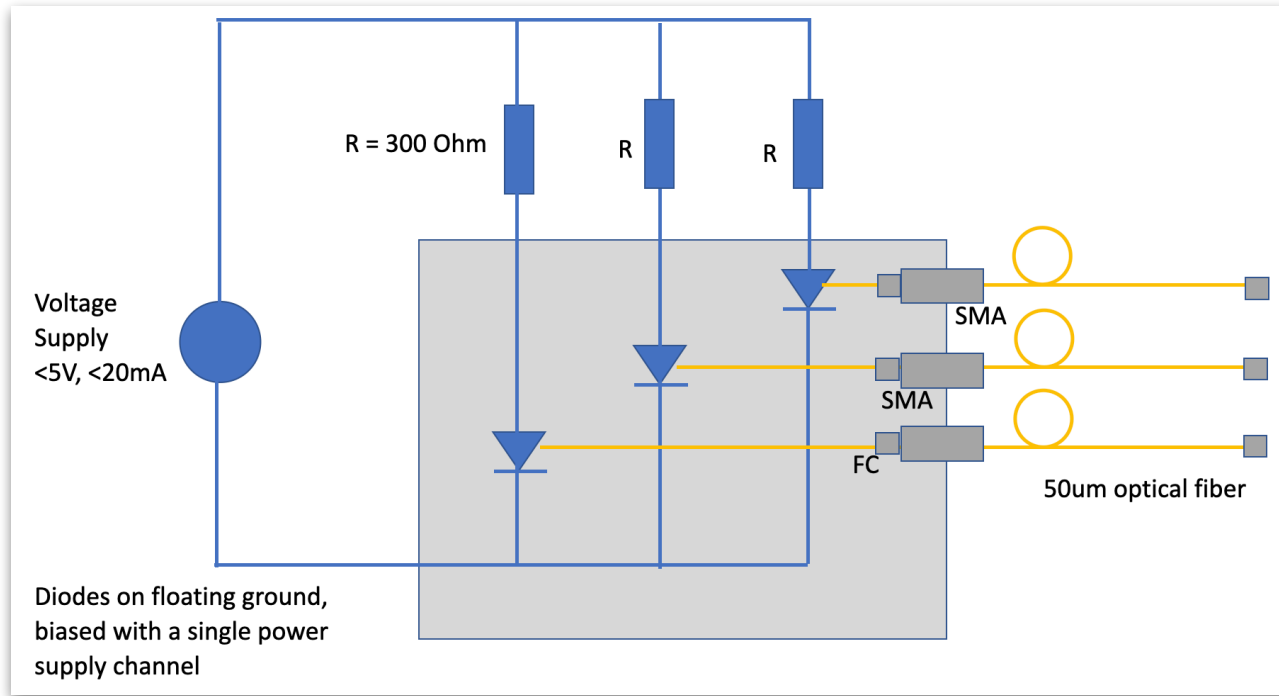 R = 300 Ohm
R
R
Voltage
Supply
<5V, <20mA
SMA
SMA
FC
50um optical fiber
Diodes on floating ground,
biased with a single power
supply channel